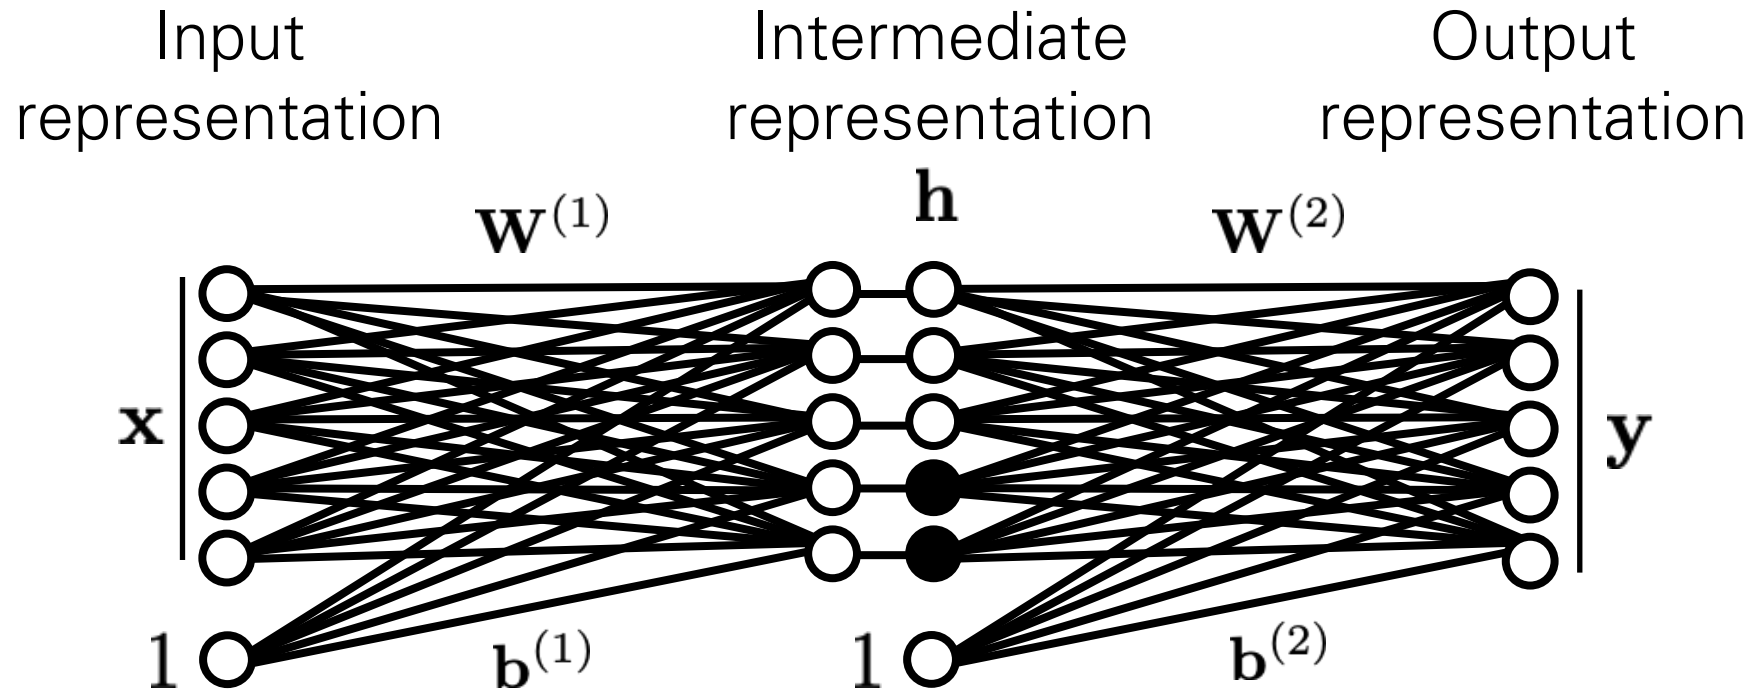 Input
representation
Intermediate
representation
Output
representation
h
W(1)
W(2)
x
y
1
b(1)
1
b(2)